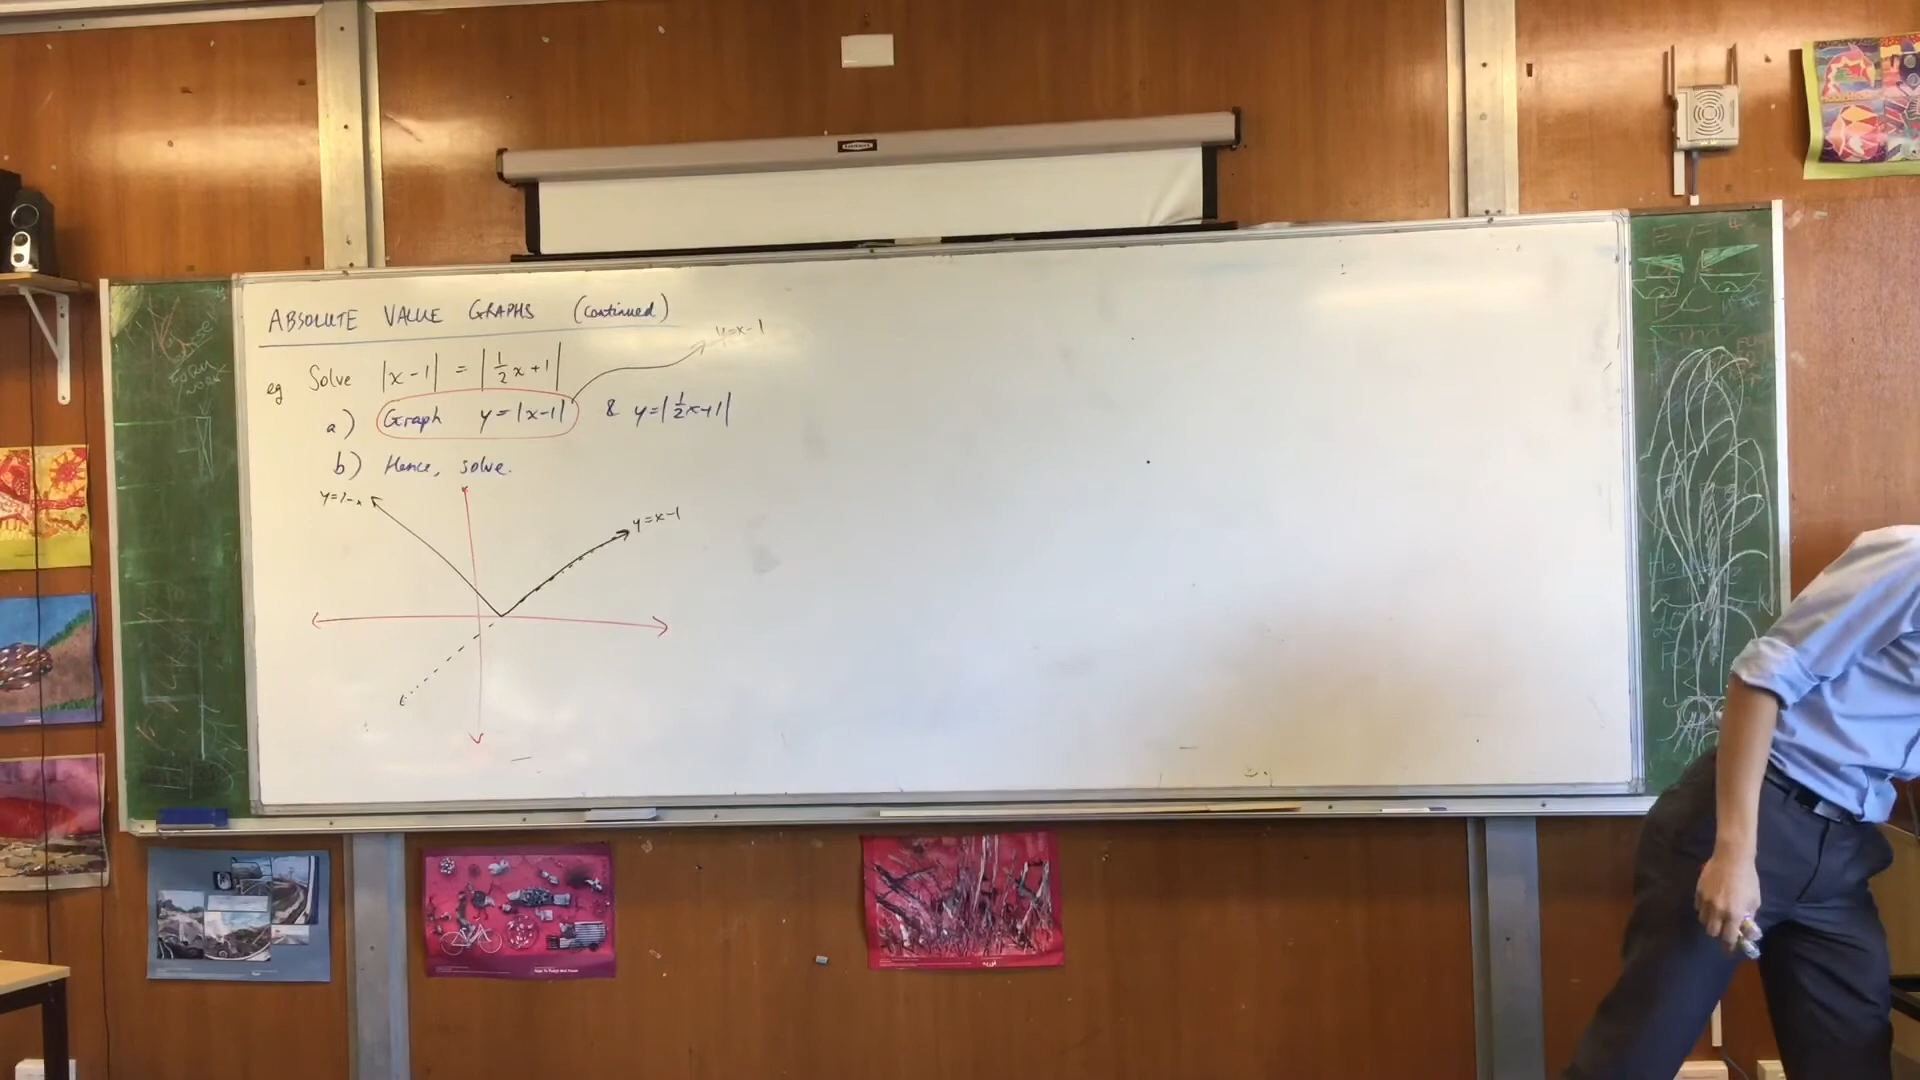 ABSOLUTE VALUE GRAPHS (continued)
y=x-1
eg Solve |x-1| = |1/2x+1|
a) Graph y=|x-1| & y=|1/2x+1|
b) Hence, solve.
y=1-x
y=x-1